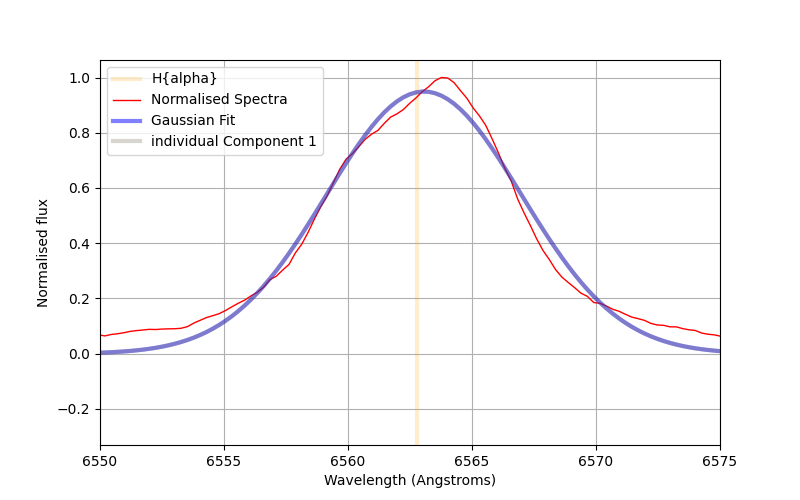 H{alpha}
Normalised Spectra
Gaussian Fit
individual Component 1
Normalised flux
1.0
0.8
0.6
0.4
0.2
0.0
−0.2
6550 6555 6560 6565 6570 6575
Wavelength (Angstroms)